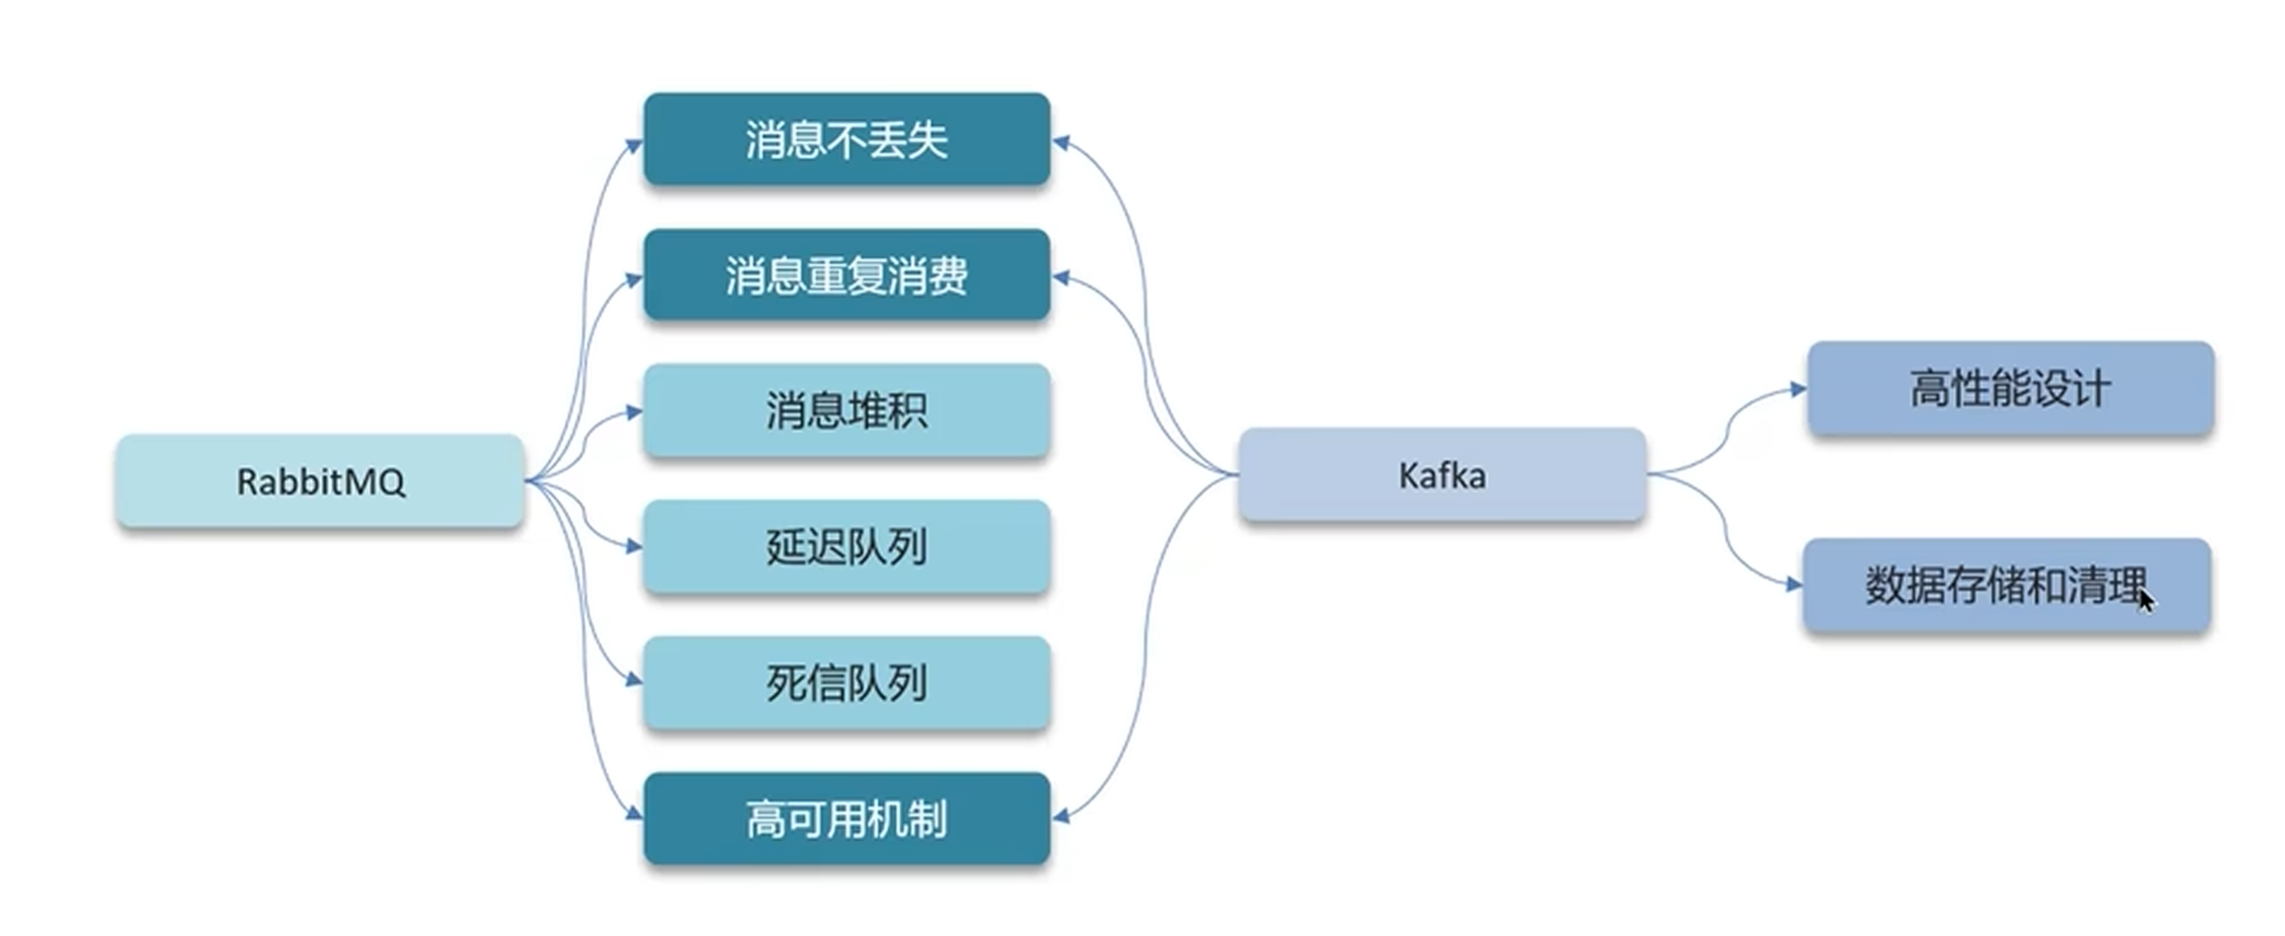 RabbitMQ
消息不丢失
消息重复消费
消息堆积
延迟队列
死信队列
高可用机制
Kafka
高性能设计
数据存储和清理